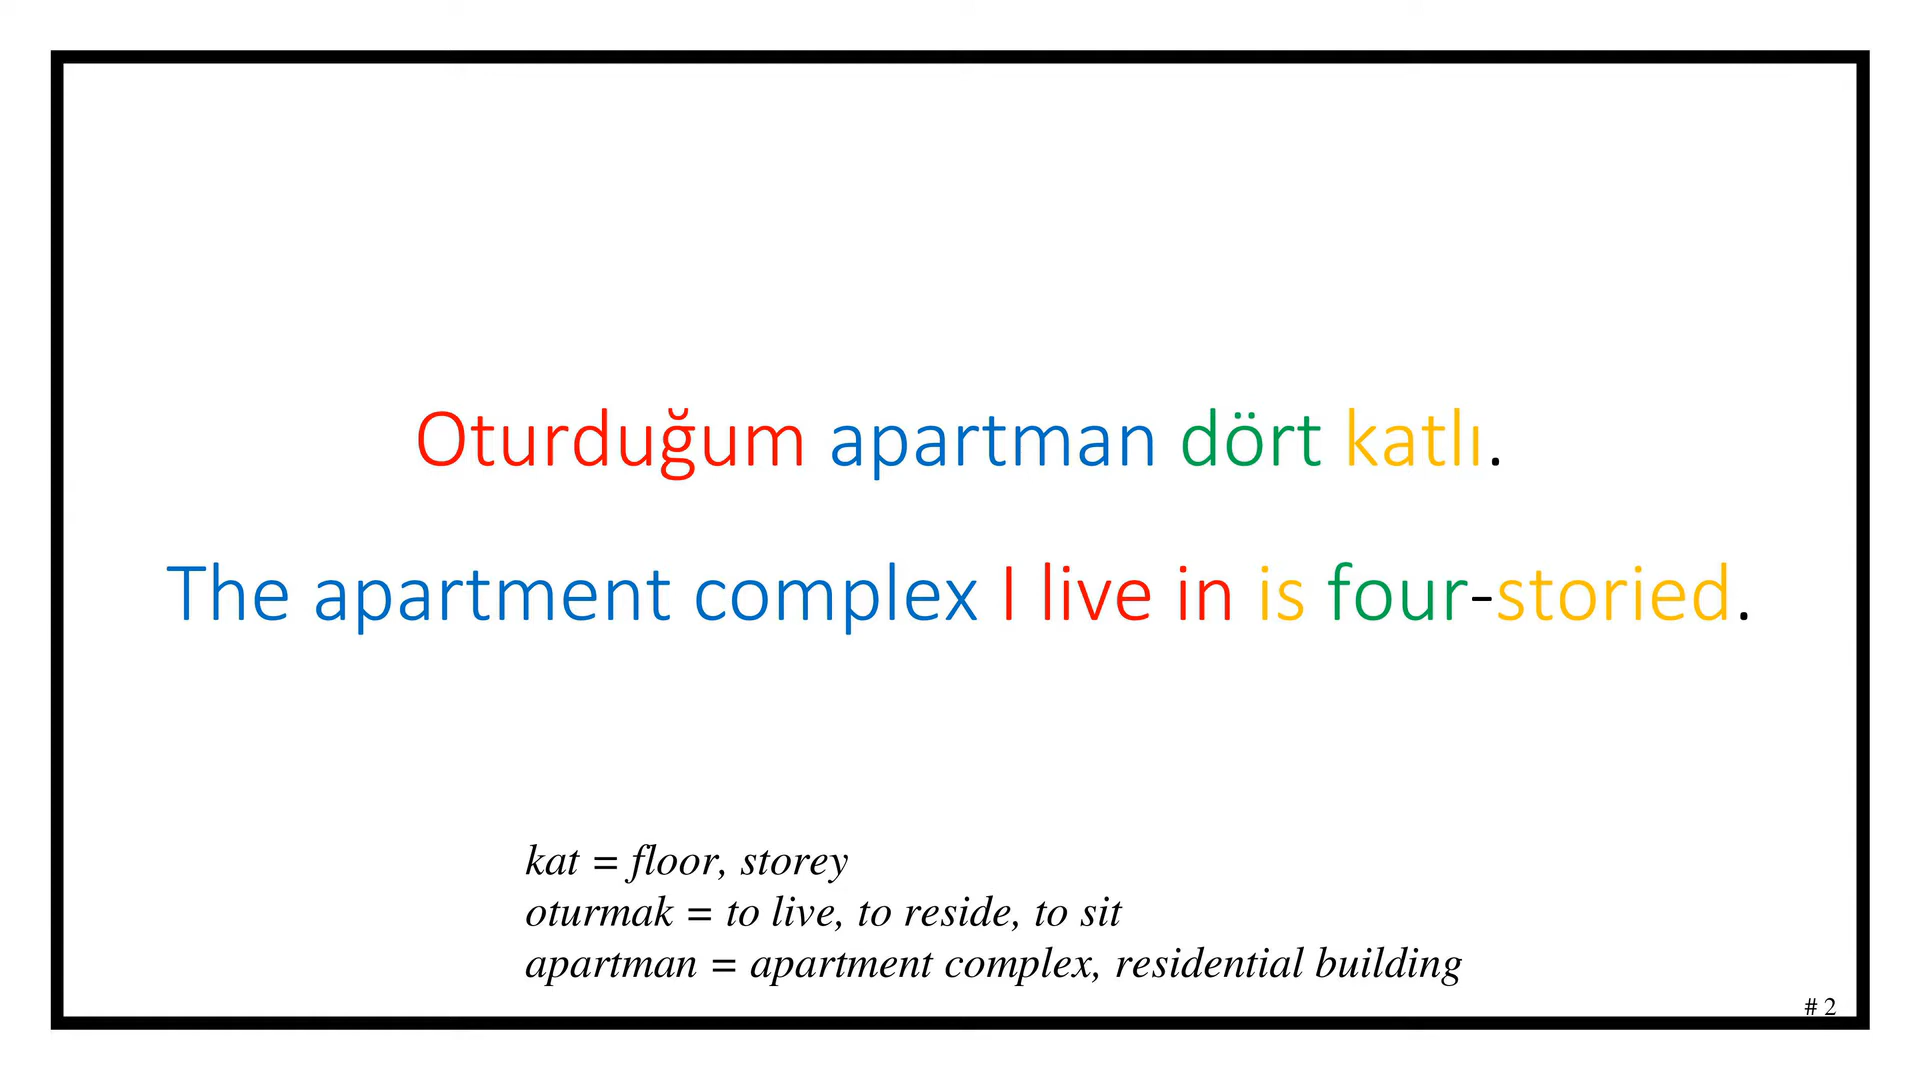 Oturduğum apartman dört katlı.
The apartment complex I live in is four-storied.
kat = floor, storey
oturmak = to live, to reside, to sit
apartman = apartment complex, residential building
# 2